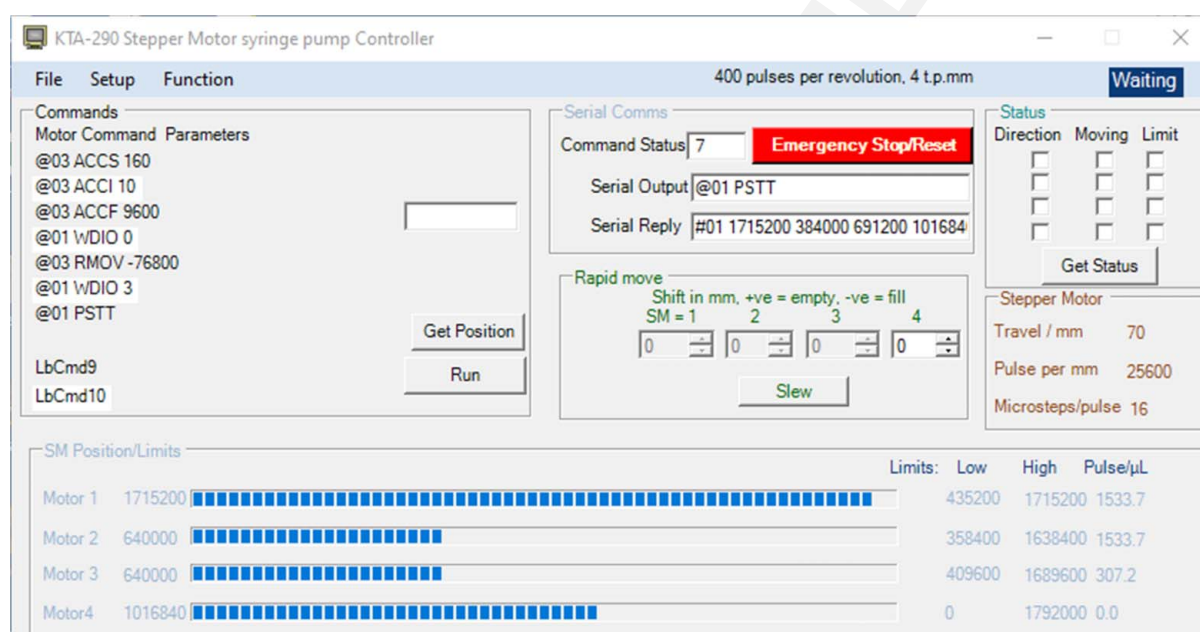 KTA-290 Stepper Motor syringe pump Controller
File Setup Function 400 pulses per revolution, 4 t.p.mm Waiting
Commands
Motor Command Parameters
@03 ACCS 160
@03 ACCI 10
@03 ACCF 9600
@01 WDIO 0
@03 RMOV -76800
@01 WDIO 3
@01 PSTT
Get Position
LbCmd9
Run
LbCmd10
Serial Comms
Command Status 7 Emergency Stop/Reset
Serial Output @01 PSTT
Serial Reply #01 1715200 384000 691200 101684
Rapid move
Shift in mm, +ve = empty, -ve = fill
SM = 1 2 3 4
0 0 0 0
Slew
Status
Direction Moving Limit
Get Status
Stepper Motor
Travel / mm 70
Pulse per mm 25600
Microsteps/pulse 16
SM Position/Limits
Limits: Low High Pulse/µL
Motor 1 1715200 435200 1715200 1533.7
Motor 2 640000 358400 1638400 1533.7
Motor 3 640000 409600 1689600 307.2
Motor4 1016840 0 1792000 0.0